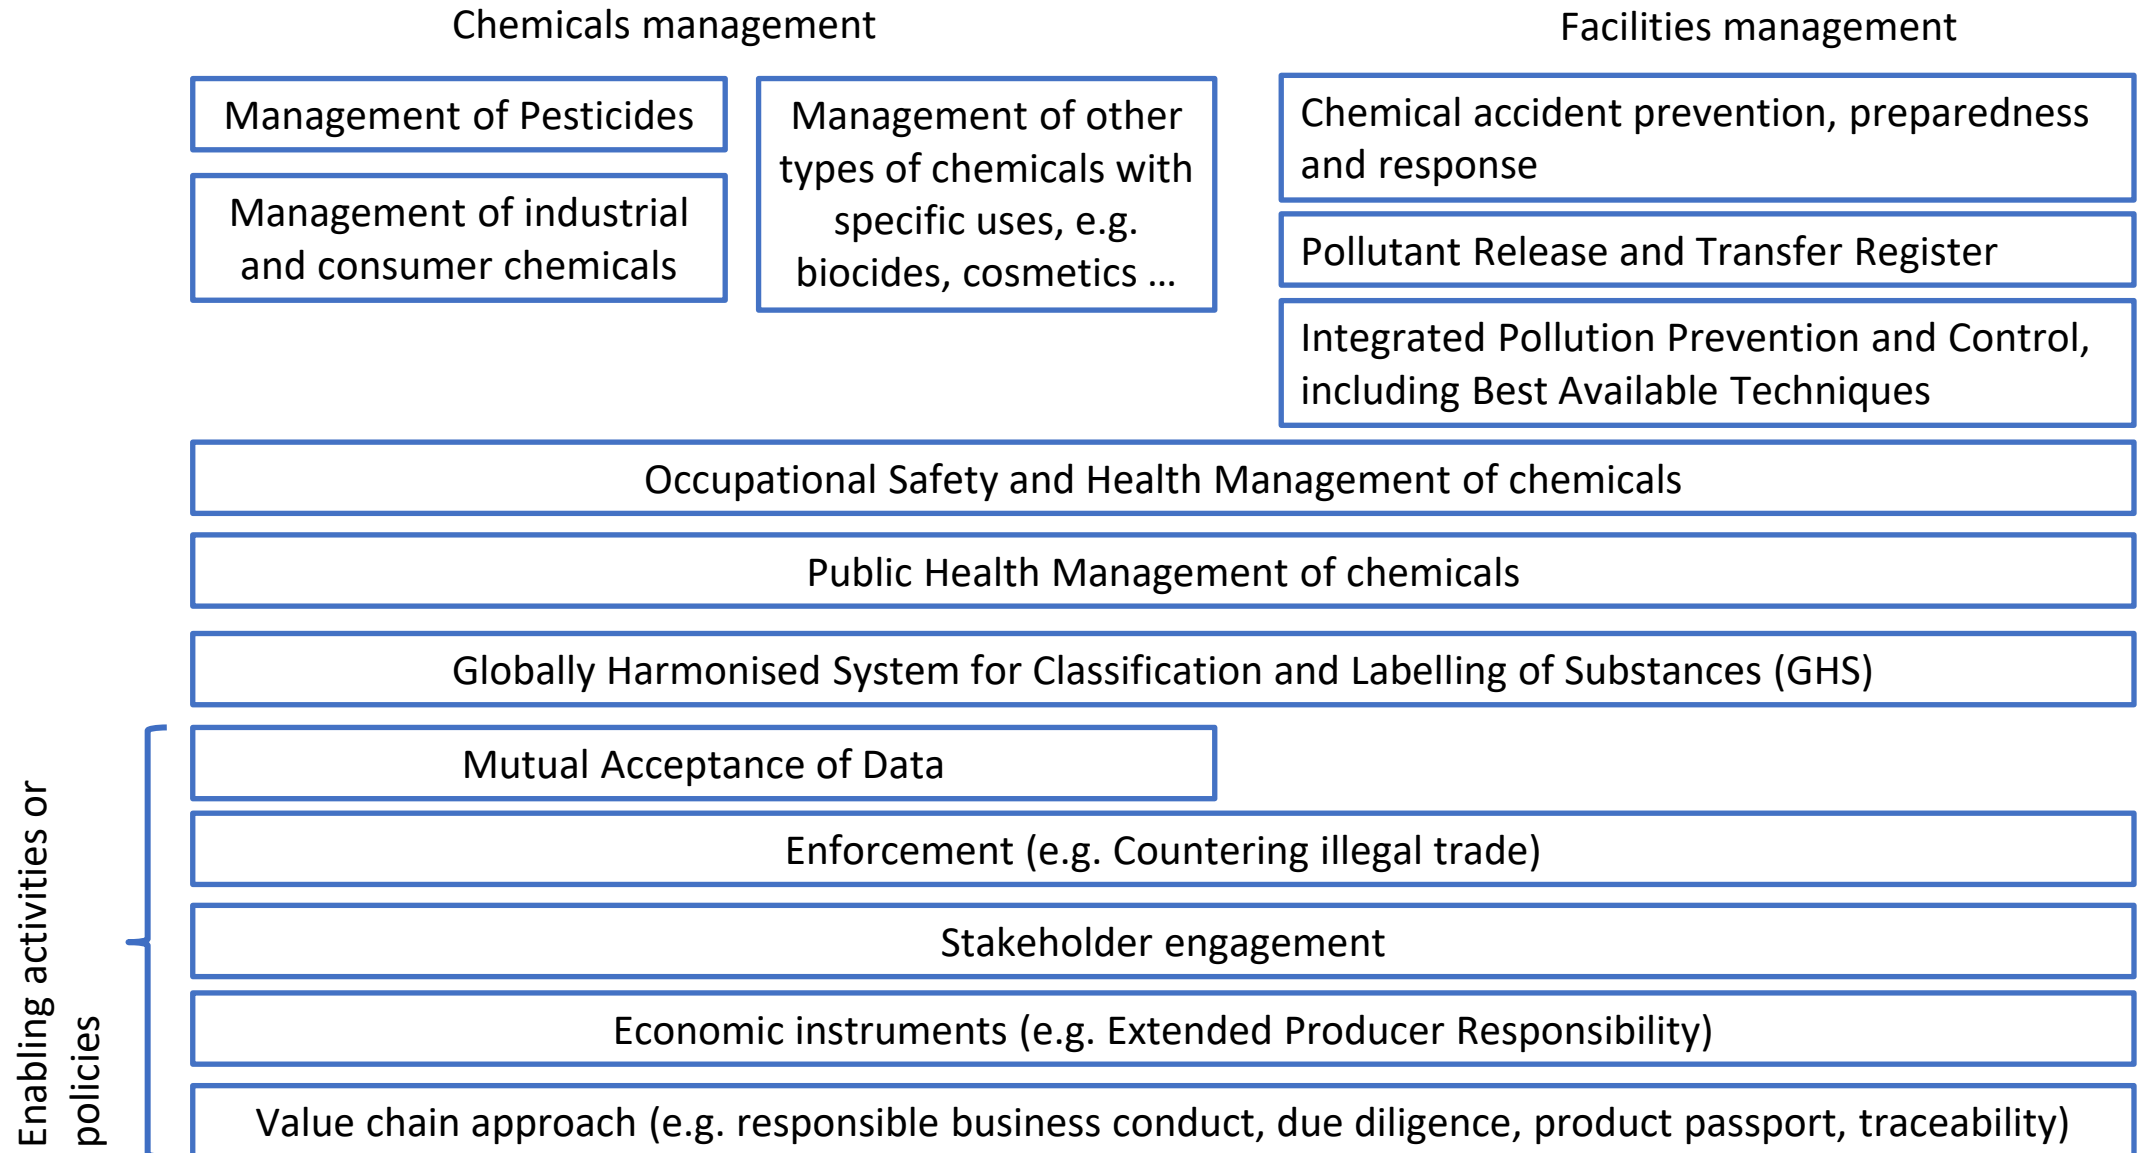 Chemicals management
Facilities management
Management of Pesticides
Management of industrial
and consumer chemicals
Management of other
types of chemicals with
specific uses, e.g.
biocides, cosmetics ...
Chemical accident prevention, preparedness
and response
Pollutant Release and Transfer Register
Integrated Pollution Prevention and Control,
including Best Available Techniques
Occupational Safety and Health Management of chemicals
Public Health Management of chemicals
Globally Harmonised System for Classification and Labelling of Substances (GHS)
Enabling activities or
policies
Mutual Acceptance of Data
Enforcement (e.g. Countering illegal trade)
Stakeholder engagement
Economic instruments (e.g. Extended Producer Responsibility)
Value chain approach (e.g. responsible business conduct, due diligence, product passport, traceability)